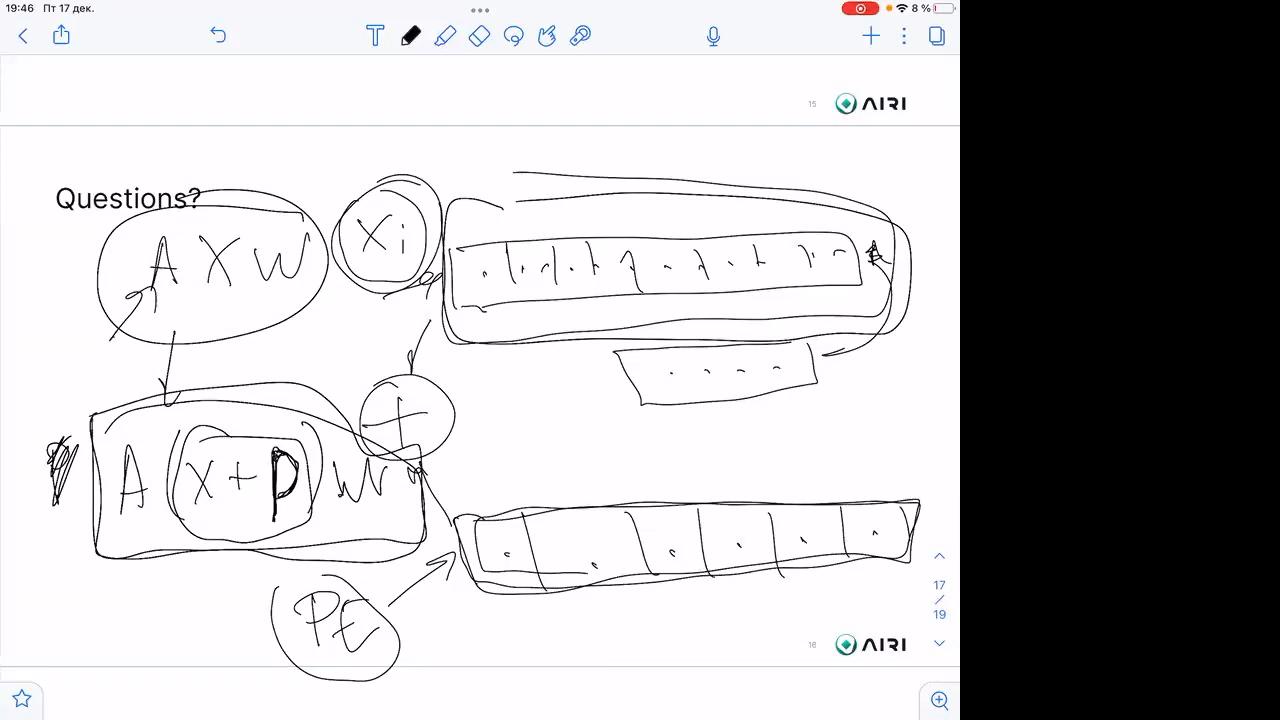 19:46 Пт 17 дек. 8 %
15 AIRI
Questions?
A X W
Xi
+
A (X + P) W
PE
17
/
19
16 AIRI